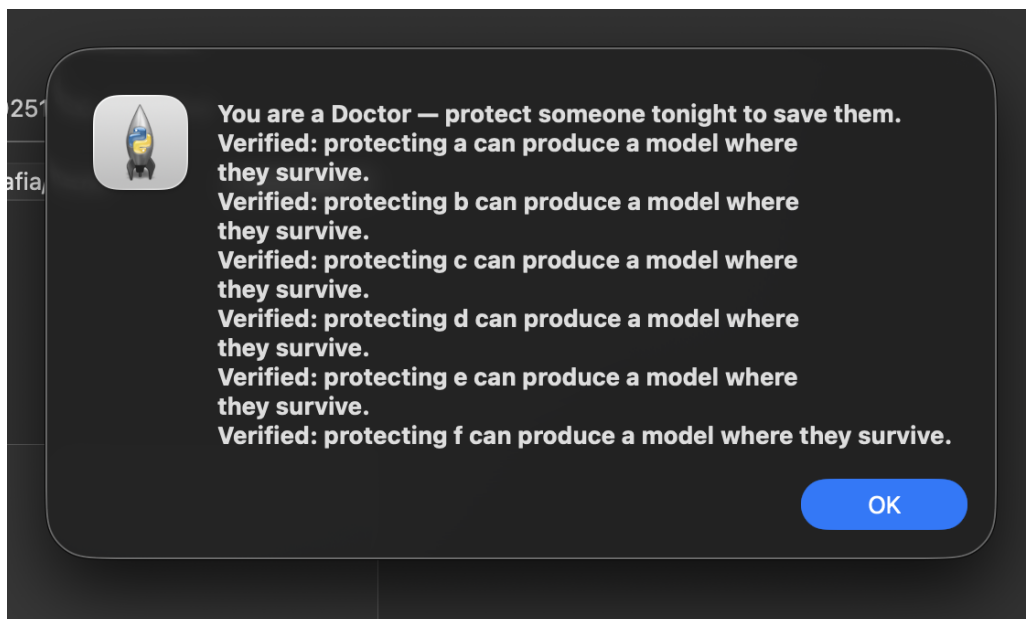 251
afia/
You are a Doctor — protect someone tonight to save them.
Verified: protecting a can produce a model where
they survive.
Verified: protecting b can produce a model where
they survive.
Verified: protecting c can produce a model where
they survive.
Verified: protecting d can produce a model where
they survive.
Verified: protecting e can produce a model where
they survive.
Verified: protecting f can produce a model where they survive.
OK